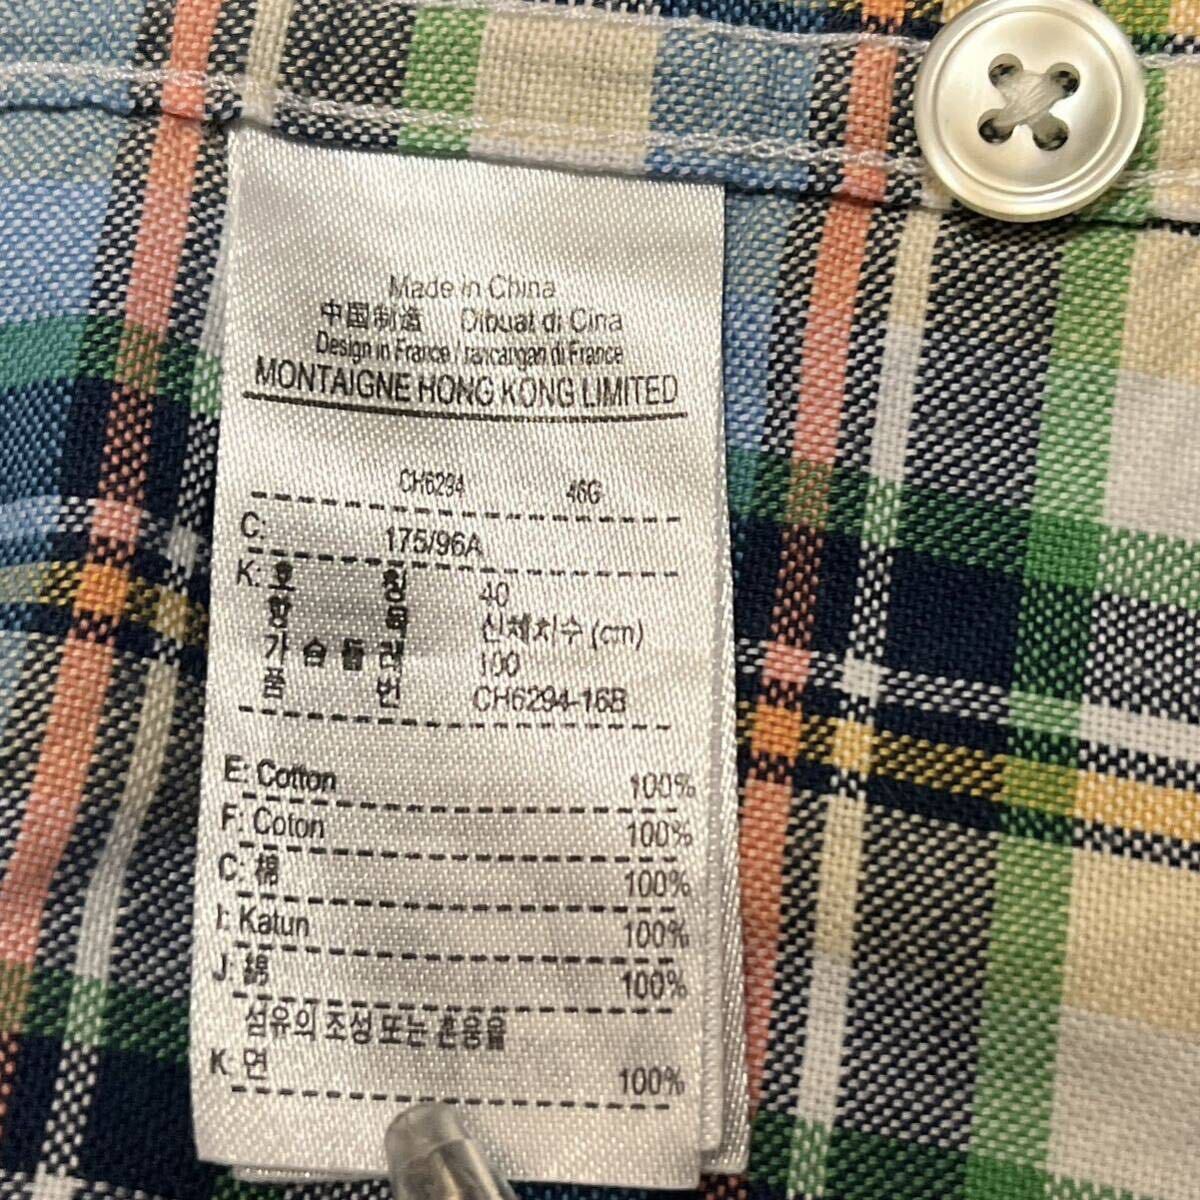 Made in China
中国制造 Dibuat di Cina
Design in France / rancangan di France
MONTAIGNE HONG KONG LIMITED
CH6294 46G
C: 175/96A
K: 호 칭 40
항 목 신체치수 (cm)
가 슴 둘 레 100
품 번 CH6294-16B
E: Cotton 100%
F: Coton 100%
C: 棉 100%
I: Katun 100%
J: 綿 100%
섬유의 조성 또는 혼용율
K 면 100%